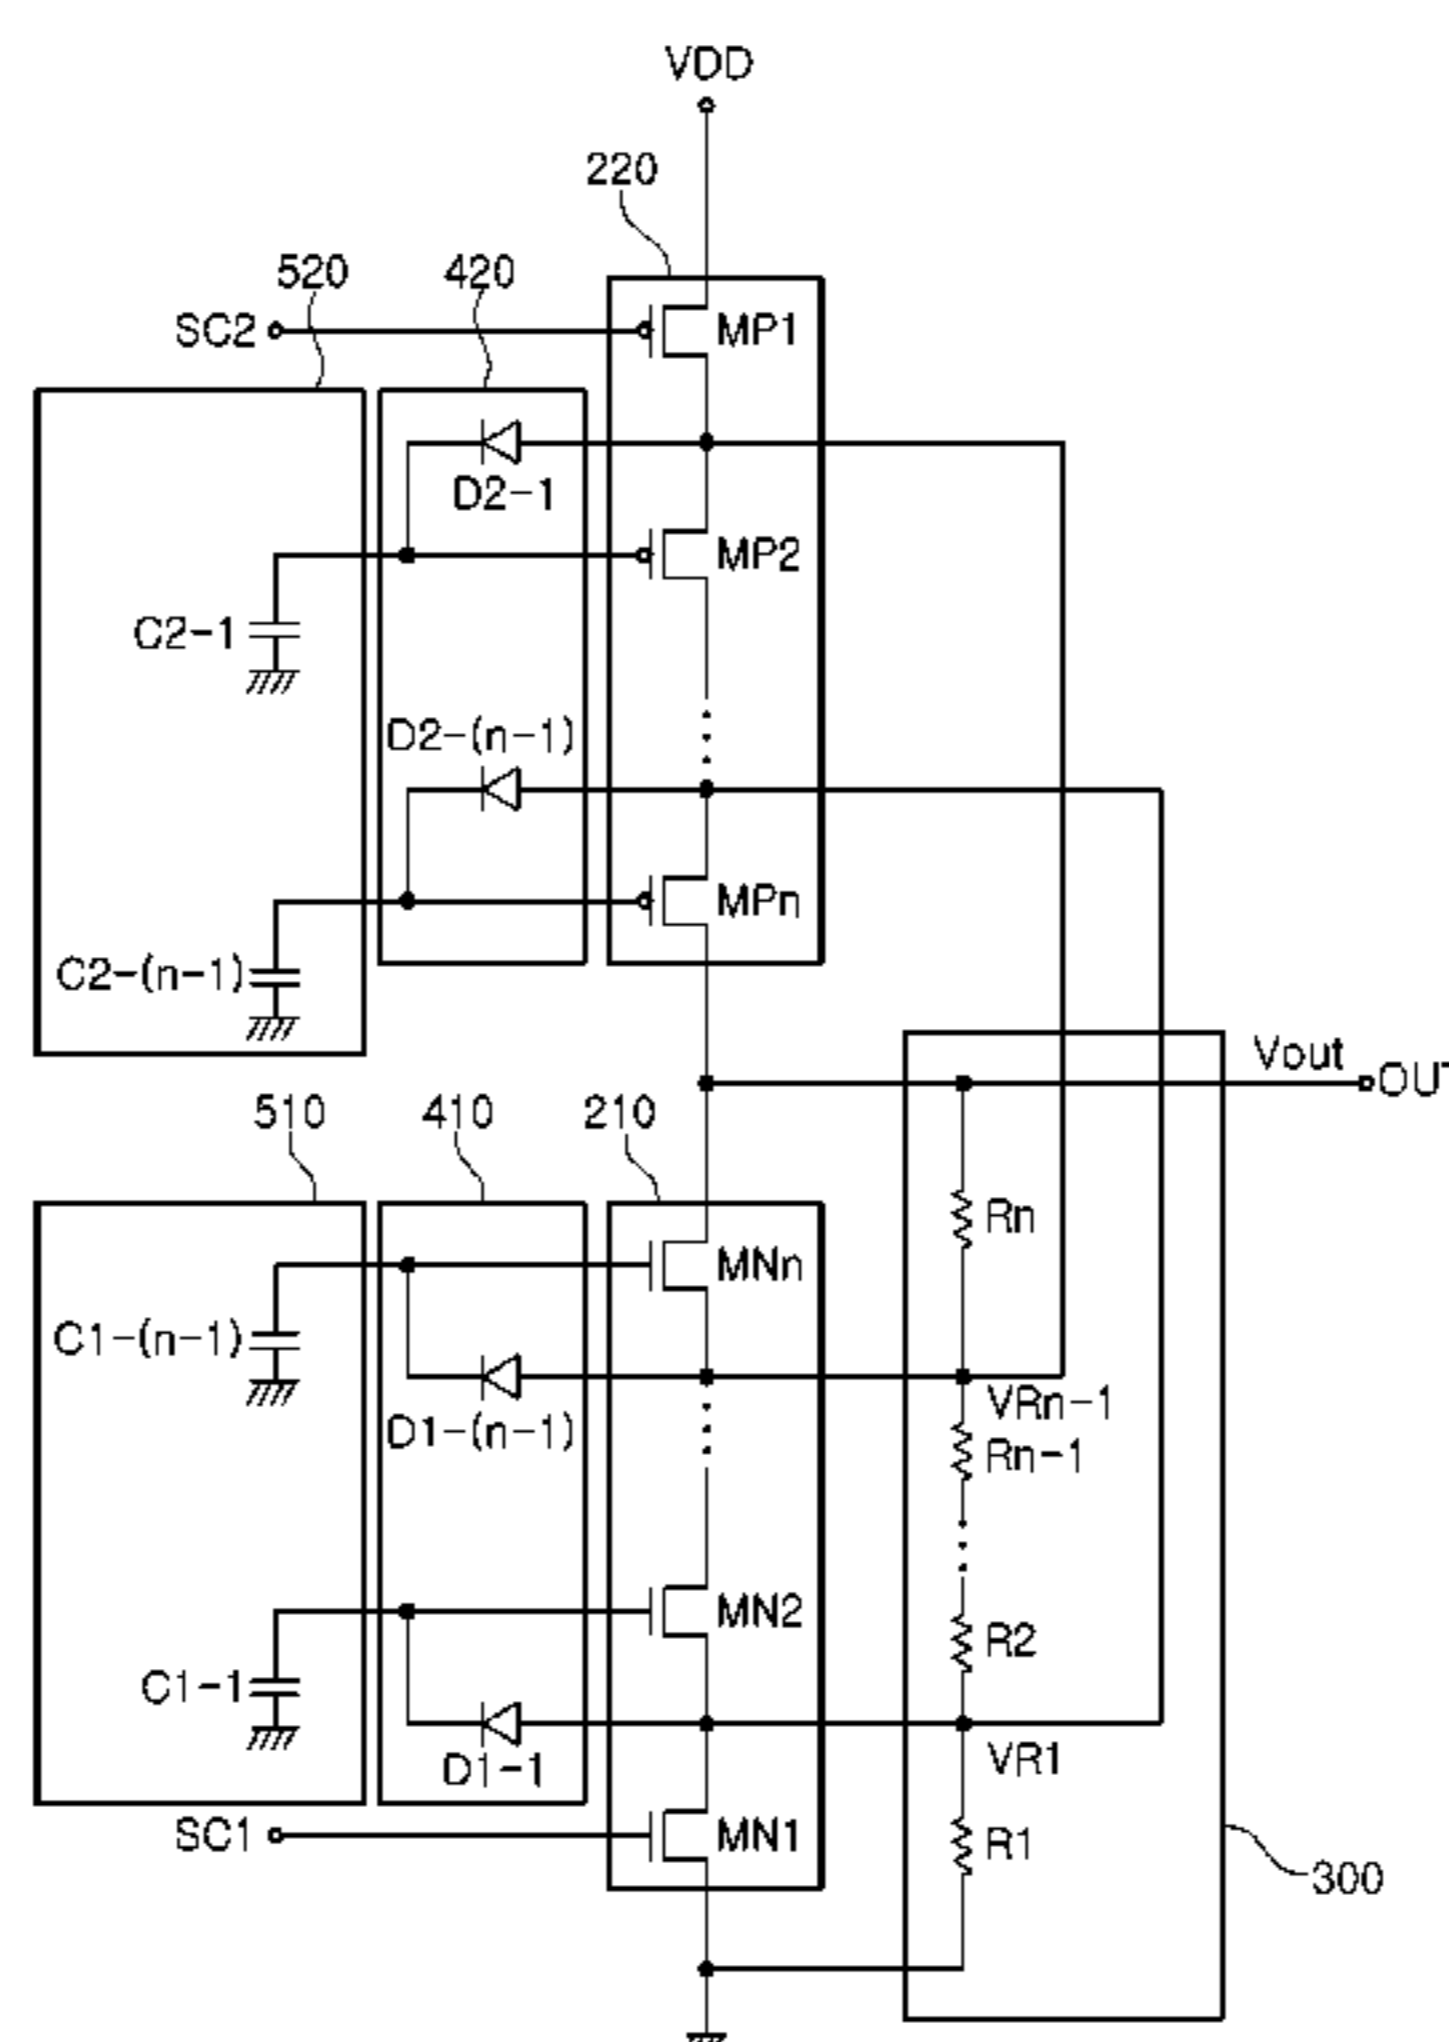 VDD
220
520
420
SC2
MP1
D2-1
MP2
C2-1
D2-(n-1)
MPn
C2-(n-1)
Vout
OUT
510
410
210
Rn
MNn
C1-(n-1)
VRn-1
D1-(n-1)
Rn-1
MN2
R2
C1-1
VR1
D1-1
SC1
MN1
R1
300